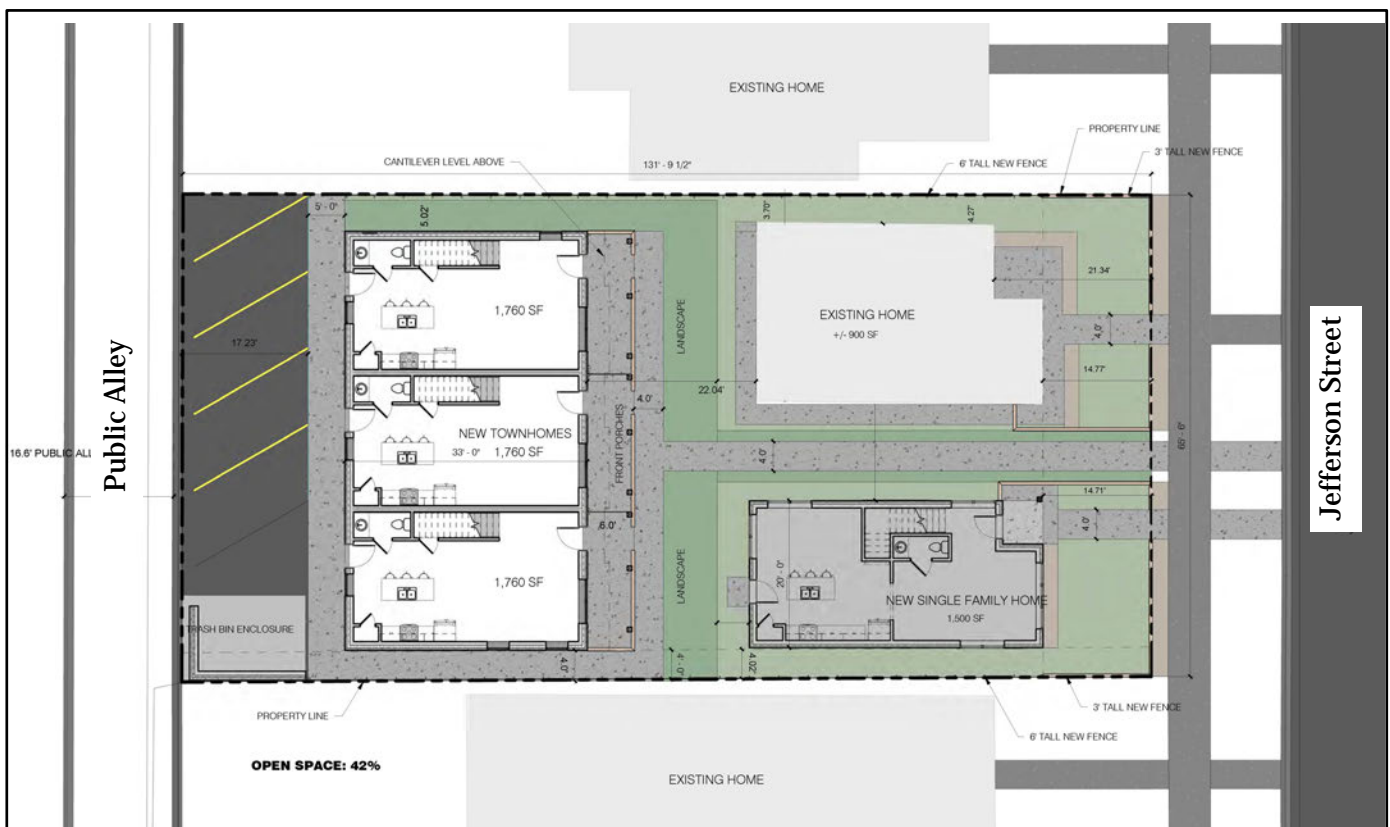 EXISTING HOME
PROPERTY LINE
CANTILEVER LEVEL ABOVE
131' - 9 1/2"
6' TALL NEW FENCE
3' TALL NEW FENCE
5' - 0"
5.02'
3.70'
4.27'
21.34'
1,760 SF
LANDSCAPE
EXISTING HOME
+/- 900 SF
4.0'
17.23'
14.77'
22.04'
4.0'
Public Alley
16.6' PUBLIC ALL
NEW TOWNHOMES
33' - 0"
1,760 SF
FRONT PORCHES
4.0'
Jefferson Street
14.71'
6.0'
4.0'
1,760 SF
LANDSCAPE
20' - 0"
NEW SINGLE FAMILY HOME
1,500 SF
TRASH BIN ENCLOSURE
4.0'
4' - 0"
4.02'
PROPERTY LINE
3' TALL NEW FENCE
6' TALL NEW FENCE
OPEN SPACE: 42%
EXISTING HOME